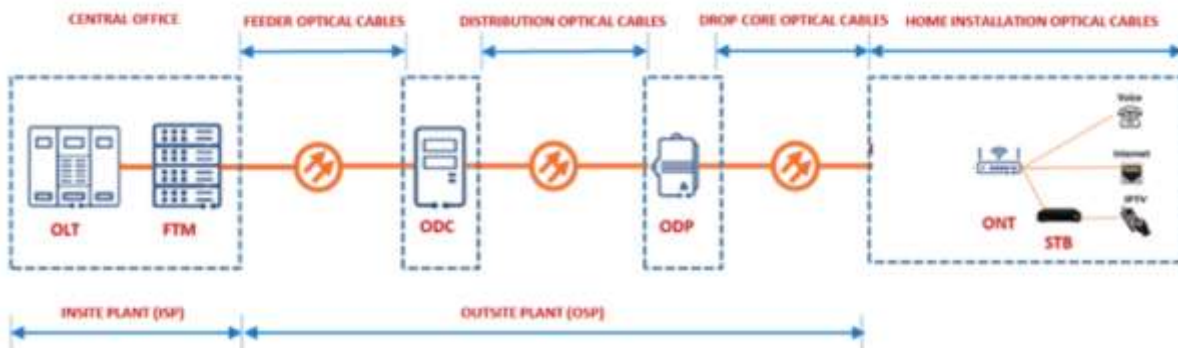 CENTRAL OFFICE
FEEDER OPTICAL CABLES
DISTRIBUTION OPTICAL CABLES
DROP CORE OPTICAL CABLES
HOME INSTALLATION OPTICAL CABLES
OLT
FTM
ODC
ODP
ONT
STB
Voice
Internet
IPTV
INSITE PLANT (ISP)
OUTSITE PLANT (OSP)